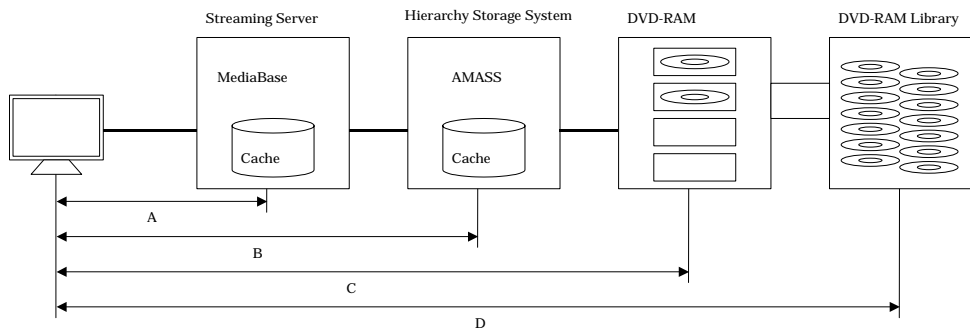 Streaming Server
Hierarchy Storage System
DVD-RAM
DVD-RAM Library
MediaBase
AMASS
Cache
Cache
A
B
C
D